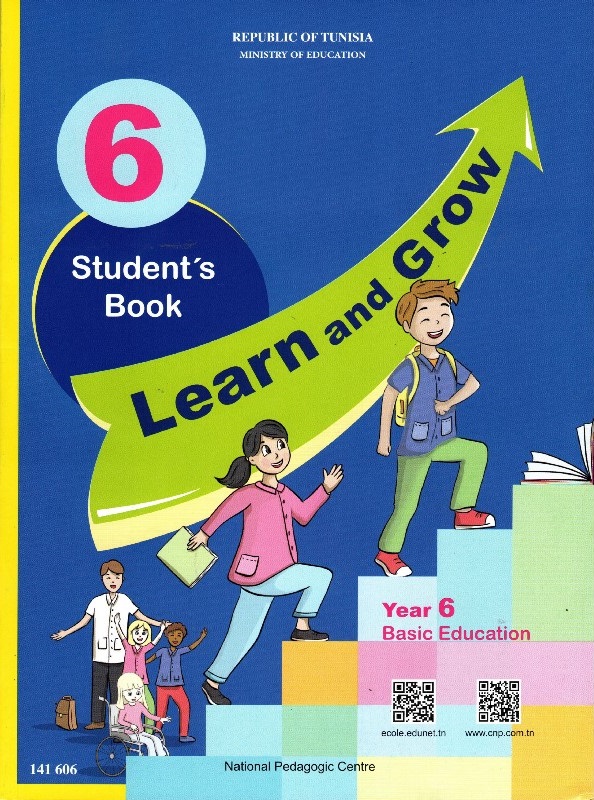 REPUBLIC OF TUNISIA
MINISTRY OF EDUCATION
6
Student´s
Book
Learn and Grow
Year 6
Basic Education
ecole.edunet.tn
www.cnp.com.tn
141 606
National Pedagogic Centre